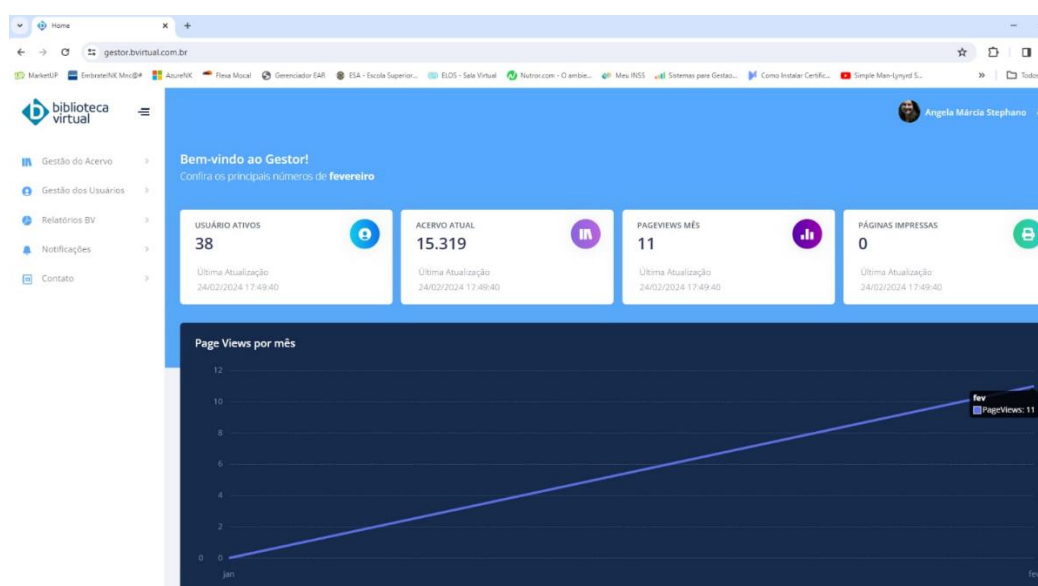 Home
gestor.bvirtual.com.br
MarketUP EmbratelNK Mec@# AzureNK Flexa Mocal Gerenciador EAR ESA - Escola Superior... ELOS - Sala Virtual Nutror.com - O ambie... Meu INSS Sistemas para Gestao... Como Instalar Certific... Simple Man-Lynyrd S... » Todos
biblioteca
virtual
Angela Márcia Stephano
Gestão do Acervo
Gestão dos Usuários
Relatórios BV
Notificações
Contato
Bem-vindo ao Gestor!
Confira os principais números de fevereiro
USUÁRIO ATIVOS
38
Última Atualização
24/02/2024 17:49:40
ACERVO ATUAL
15.319
Última Atualização
24/02/2024 17:49:40
PAGEVIEWS MÊS
11
Última Atualização
24/02/2024 17:49:40
PÁGINAS IMPRESSAS
0
Última Atualização
24/02/2024 17:49:40
Page Views por mês
12
10
8
6
4
2
0 0
jan
fev
fev
PageViews: 11